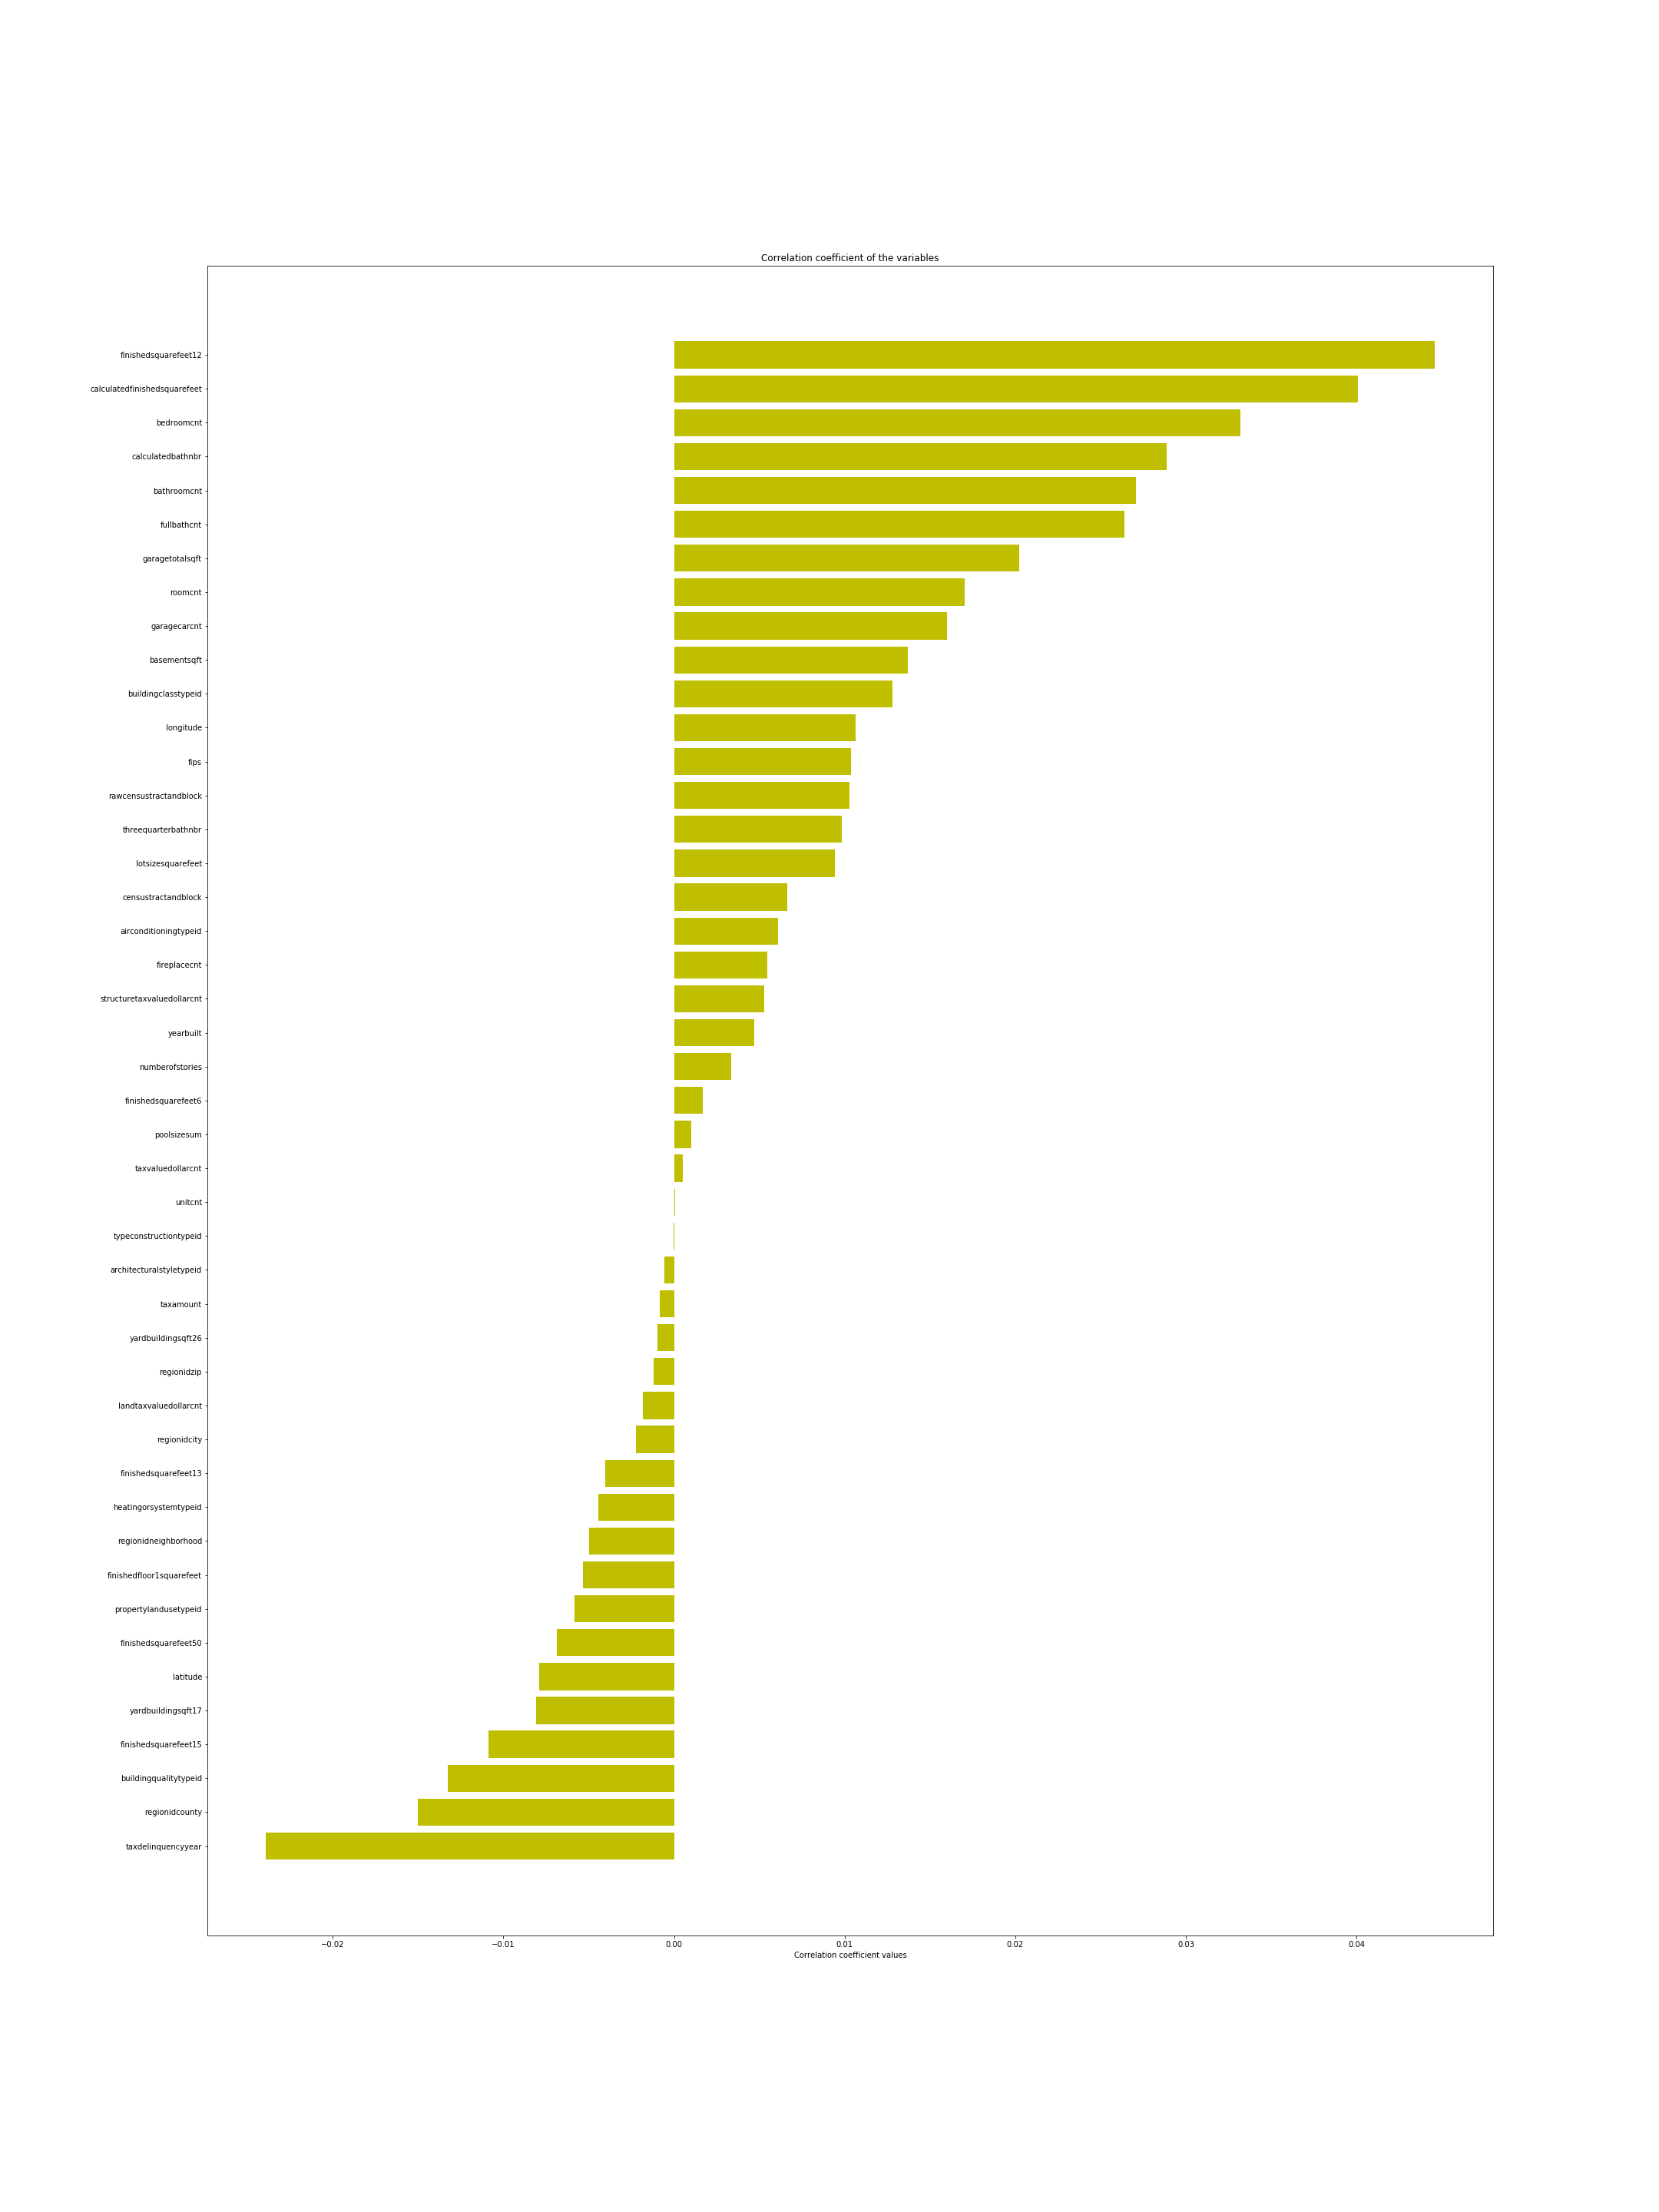 Correlation coefficient of the variables
finishedsquarefeet12
calculatedfinishedsquarefeet
bedroomcnt
calculatedbathnbr
bathroomcnt
fullbathcnt
garagetotalsqft
roomcnt
garagecarcnt
basementsqft
buildingclasstypeid
longitude
fips
rawcensustractandblock
threequarterbathnbr
lotsizesquarefeet
censustractandblock
airconditioningtypeid
fireplacecnt
structuretaxvaluedollarcnt
yearbuilt
numberofstories
finishedsquarefeet6
poolsizesum
taxvaluedollarcnt
unitcnt
typeconstructiontypeid
architecturalstyletypeid
taxamount
yardbuildingsqft26
regionidzip
landtaxvaluedollarcnt
regionidcity
finishedsquarefeet13
heatingorsystemtypeid
regionidneighborhood
finishedfloor1squarefeet
propertylandusetypeid
finishedsquarefeet50
latitude
yardbuildingsqft17
finishedsquarefeet15
buildingqualitytypeid
regionidcounty
taxdelinquencyyear
−0.02 −0.01 0.00 0.01 0.02 0.03 0.04
Correlation coefficient values